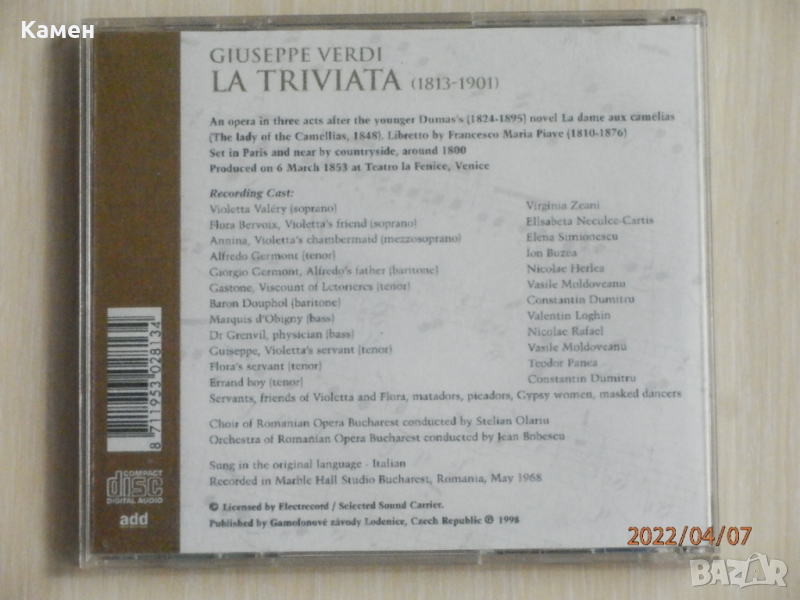 Камен
GIUSEPPE VERDI
LA TRIVIATA (1813-1901)
An opera in three acts after the younger Dumas's (1824-1895) novel La dame aux camélias
(The lady of the Camellias, 1848). Libretto by Francesco Maria Piave (1810-1876)
Set in Paris and near by countryside, around 1800
Produced on 6 March 1853 at Teatro la Fenice, Venice
Recording Cast:
Violetta Valéry (soprano) Virginia Zeani
Flora Bervoix, Violetta's friend (soprano) Elisabeta Neculce-Cartis
Annina, Violetta's chambermaid (mezzosoprano) Elena Simionescu
Alfredo Germont (tenor) Ion Buzea
Giorgio Germont, Alfredo's father (baritone) Nicolae Herlea
Gastone, Viscount of Letorieres (tenor) Vasile Moldoveanu
Baron Douphol (baritone) Constantin Dumitru
Marquis d'Obigny (bass) Valentin Loghin
Dr Grenvil, physician (bass) Nicolae Rafael
Guiseppe, Violetta's servant (tenor) Vasile Moldoveanu
Flora's servant (tenor) Teodor Panea
Errand boy (tenor) Constantin Dumitru
Servants, friends of Violetta and Flora, matadors, picadors, Gypsy women, masked dancers
Choir of Romanian Opera Bucharest conducted by Stelian Olariu
Orchestra of Romanian Opera Bucharest conducted by Jean Bobescu
Sung in the original language - Italian
Recorded in Marble Hall Studio Bucharest, Romania, May 1968
© Licensed by Electrecord / Selected Sound Carrier.
Published by Gamofonové závody Lodenice, Czech Republic ℗ 1998
8 711953 028134
COMPACT
disc
DIGITAL AUDIO
add
2022/04/07
BAZAR